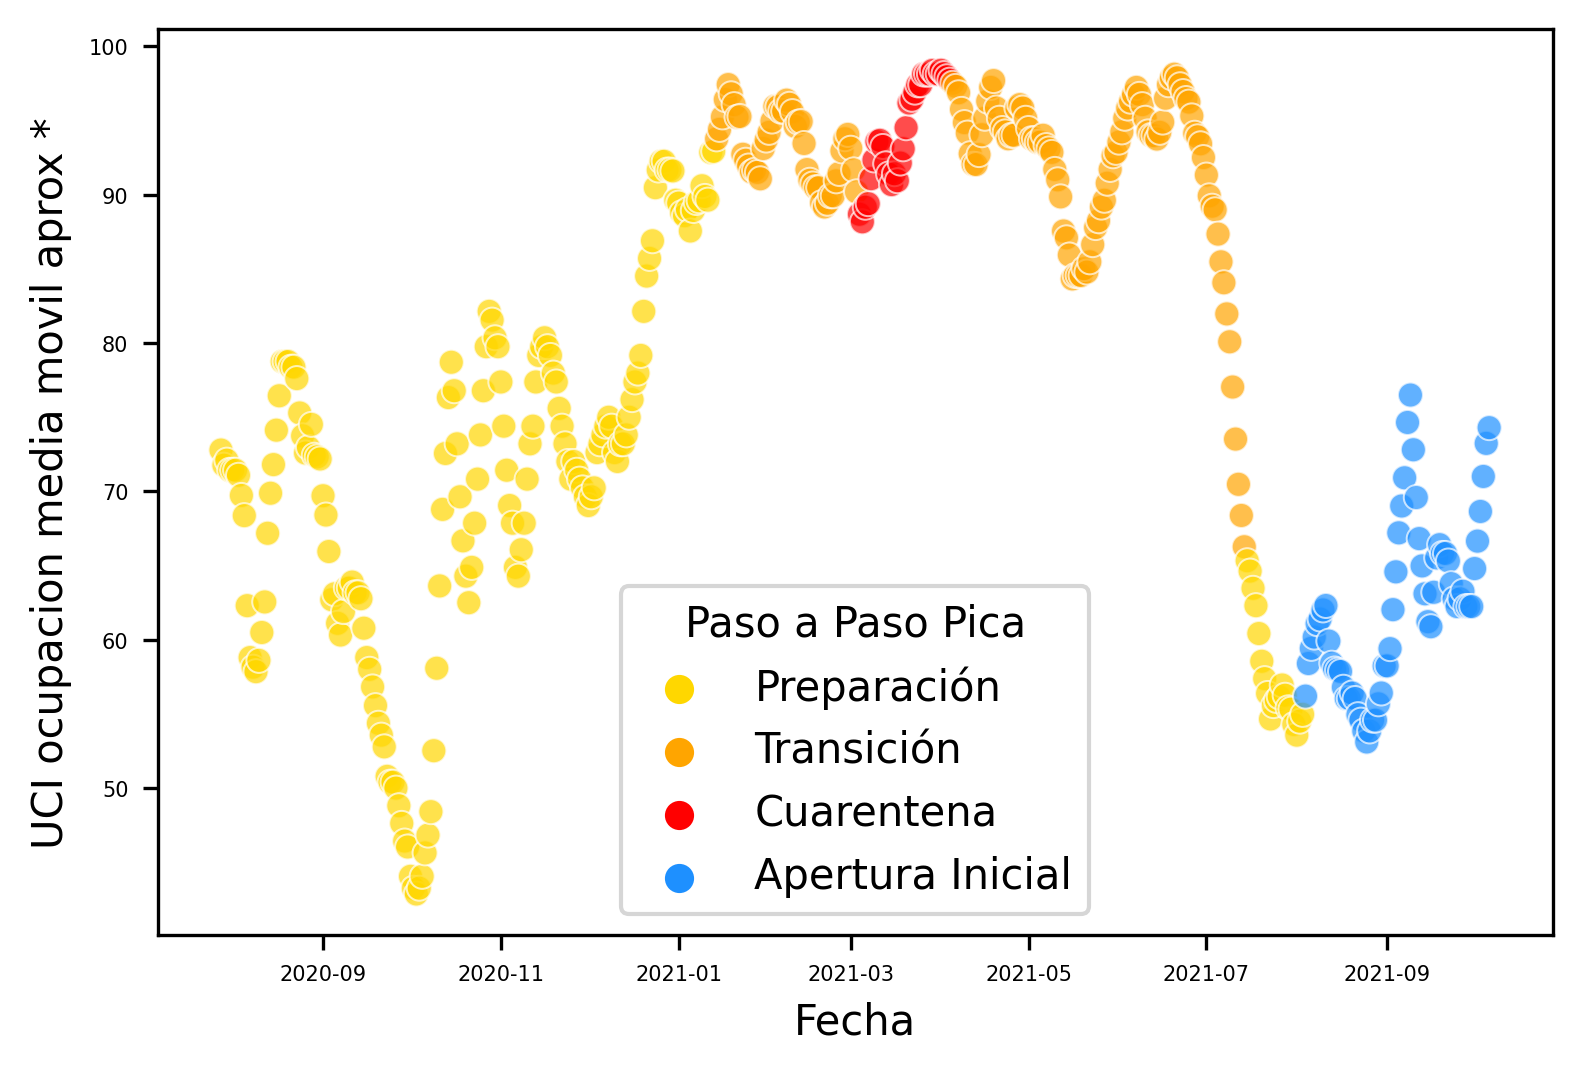 100
90
80
70
60
50
UCI ocupacion media movil aprox *
Paso a Paso Pica
Preparación
Transición
Cuarentena
Apertura Inicial
2020-09 2020-11 2021-01 2021-03 2021-05 2021-07 2021-09
Fecha